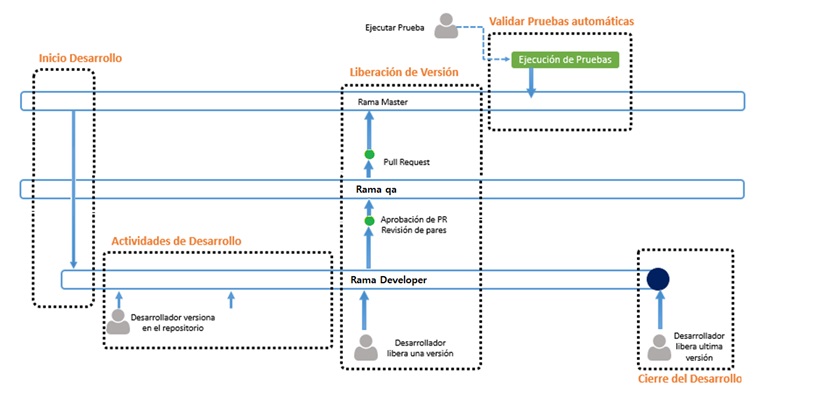 Validar Pruebas automáticas
Ejecutar Prueba
Ejecución de Pruebas
Inicio Desarrollo
Liberación de Versión
Rama Master
Pull Request
Rama qa
Aprobación de PR
Revisión de pares
Actividades de Desarrollo
Rama Developer
Desarrollador versiona
en el repositorio
Desarrollador
libera una versión
Desarrollador
libera ultima
versión
Cierre del Desarrollo